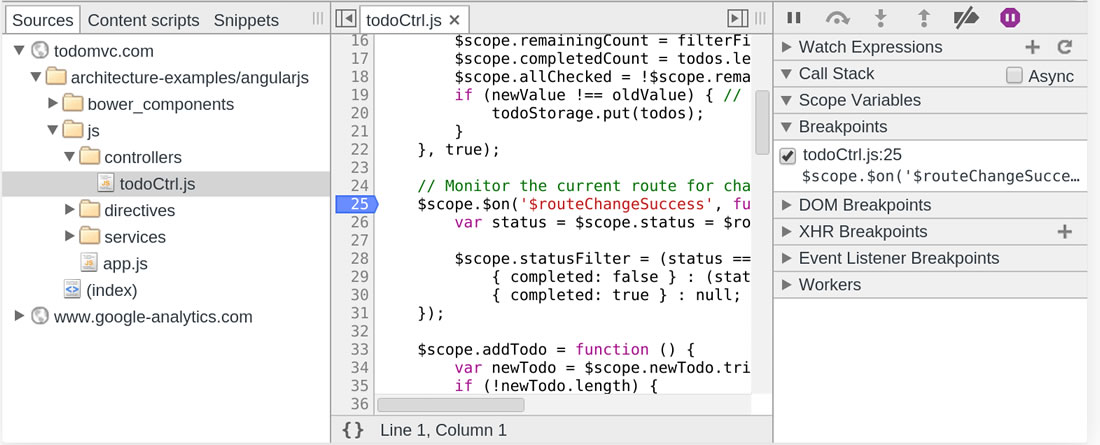 Sources Content scripts Snippets
todomvc.com
architecture-examples/angularjs
bower_components
js
controllers
todoCtrl.js
directives
services
app.js
(index)
www.google-analytics.com
todoCtrl.js ×
16 $scope.remainingCount = filterFi
17 $scope.completedCount = todos.le
18 $scope.allChecked = !$scope.rema
19 if (newValue !== oldValue) { //
20 todoStorage.put(todos);
21 }
22 }, true);
23
24 // Monitor the current route for cha
25 $scope.$on('$routeChangeSuccess', fu
26 var status = $scope.status = $ro
27
28 $scope.statusFilter = (status ==
29 { completed: false } : (stat
30 { completed: true } : null;
31 });
32
33 $scope.addTodo = function () {
34 var newTodo = $scope.newTodo.tri
35 if (!newTodo.length) {
36
{} Line 1, Column 1
Watch Expressions
Call Stack Async
Scope Variables
Breakpoints
todoCtrl.js:25
$scope.$on('$routeChangeSucce…
DOM Breakpoints
XHR Breakpoints
Event Listener Breakpoints
Workers